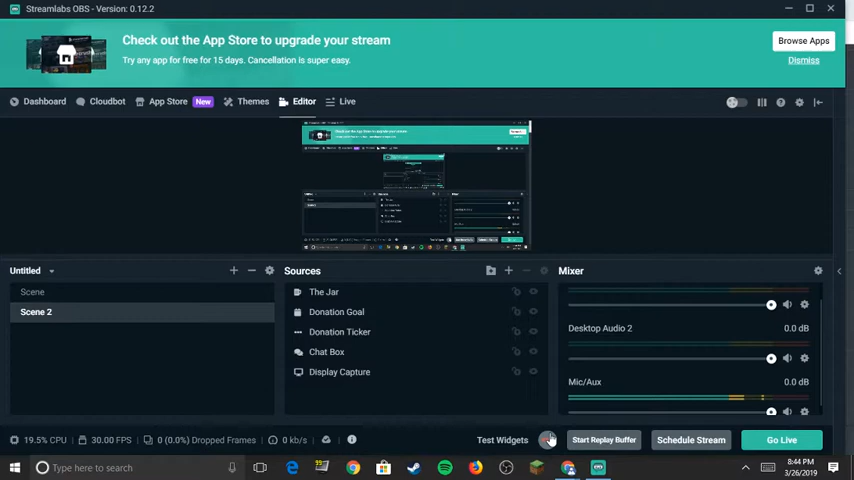 Streamlabs OBS - Version: 0.12.2
Check out the App Store to upgrade your stream
Try any app for free for 15 days. Cancellation is super easy.
Browse Apps
Dismiss
Dashboard Cloudbot App Store New Themes Editor Live
Untitled Sources Mixer
Scene
Scene 2
The Jar
Donation Goal
Donation Ticker
Chat Box
Display Capture
Desktop Audio 2 0.0 dB
Mic/Aux 0.0 dB
19.5% CPU 30.00 FPS 0 (0.0%) Dropped Frames 0 kb/s Test Widgets Start Replay Buffer Schedule Stream Go Live
Type here to search
8:44 PM
3/26/2019